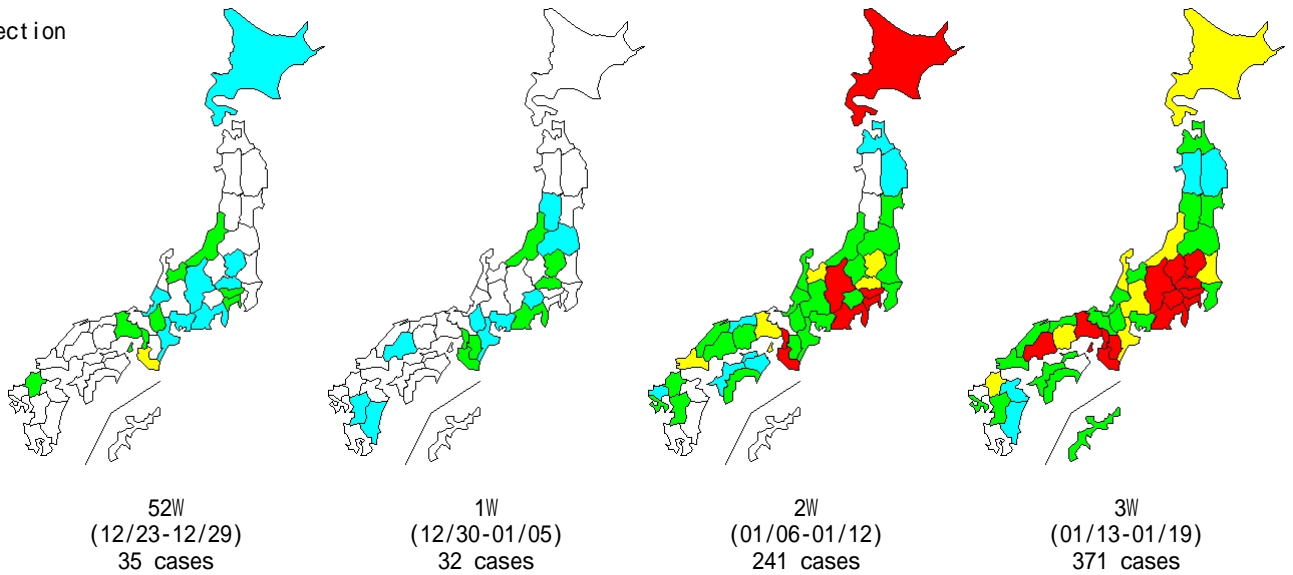 ection
52W
(12/23-12/29)
35 cases
1W
(12/30-01/05)
32 cases
2W
(01/06-01/12)
241 cases
3W
(01/13-01/19)
371 cases